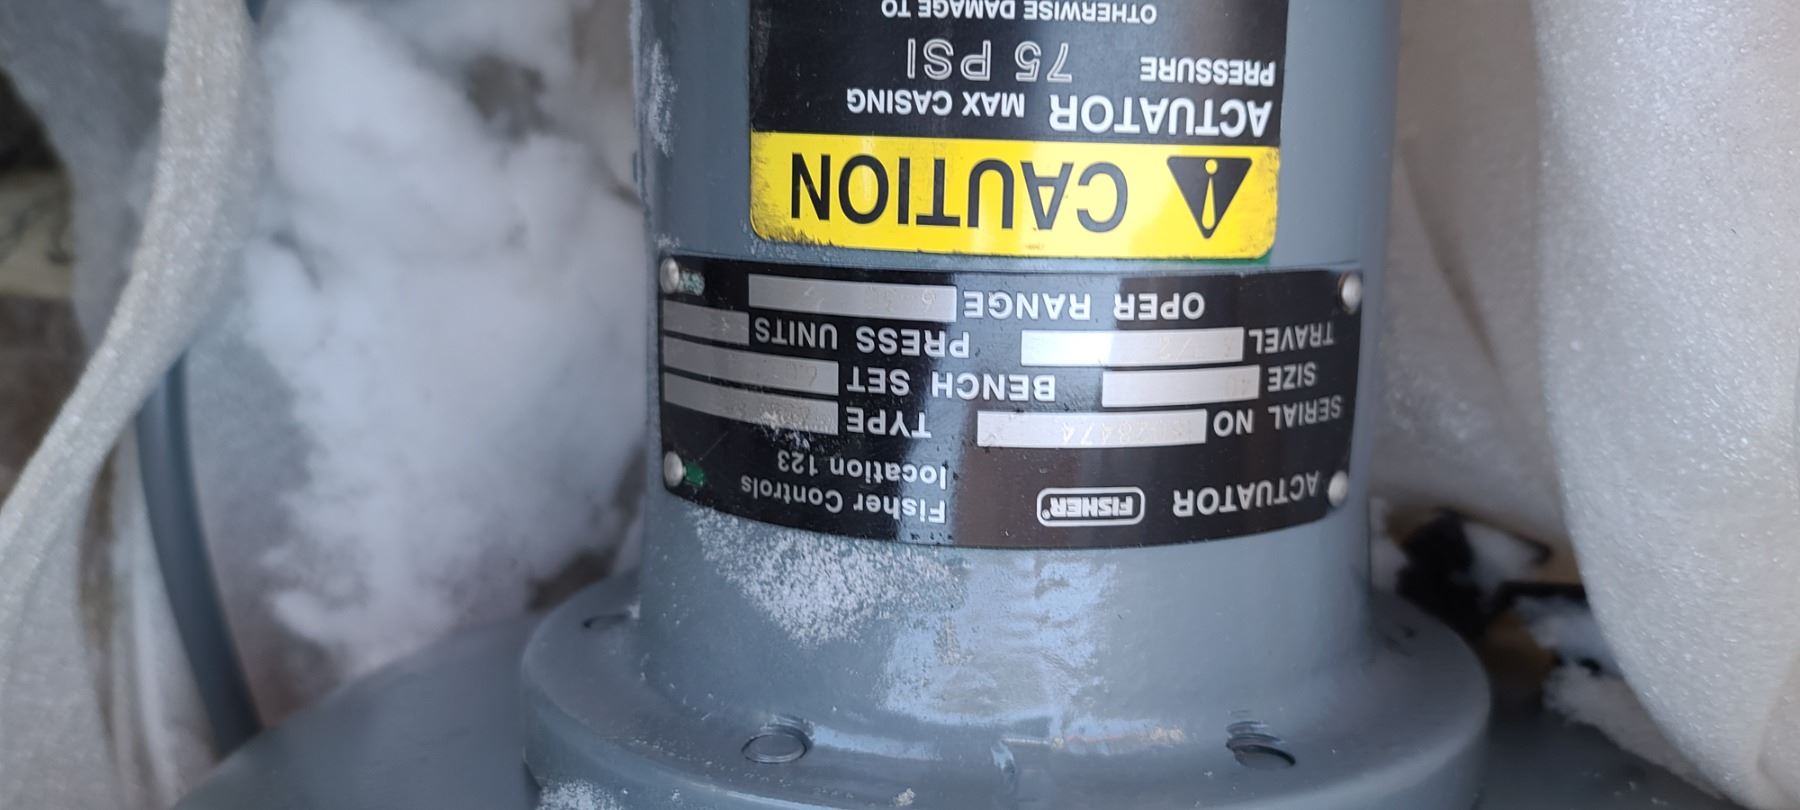 ACTUATOR FISHER® Fisher Controls
location 123
SERIAL NO TYPE
SIZE 40 BENCH SET
TRAVEL PRESS UNITS
OPER RANGE
CAUTION
ACTUATOR MAX CASING
PRESSURE 75 PSI
OTHERWISE DAMAGE TO